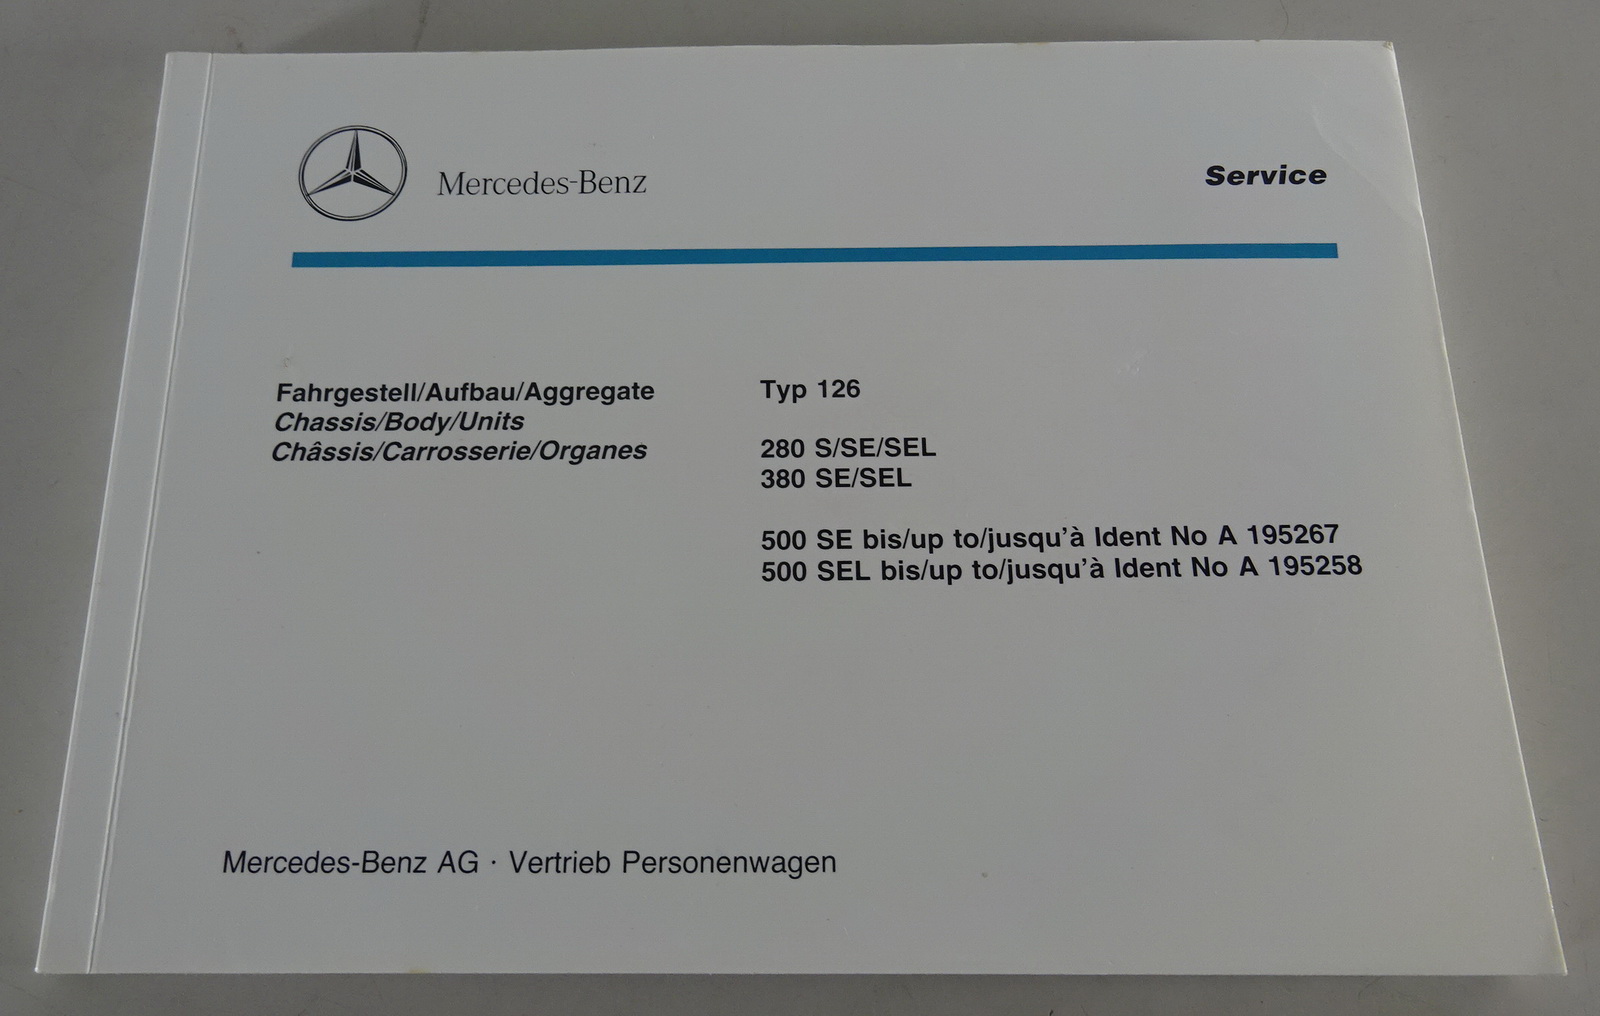 Mercedes-Benz
Service
Fahrgestell/Aufbau/Aggregate
Chassis/Body/Units
Châssis/Carrosserie/Organes
Typ 126
280 S/SE/SEL
380 SE/SEL
500 SE bis/up to/jusqu'à Ident No A 195267
500 SEL bis/up to/jusqu'à Ident No A 195258
Mercedes-Benz AG · Vertrieb Personenwagen